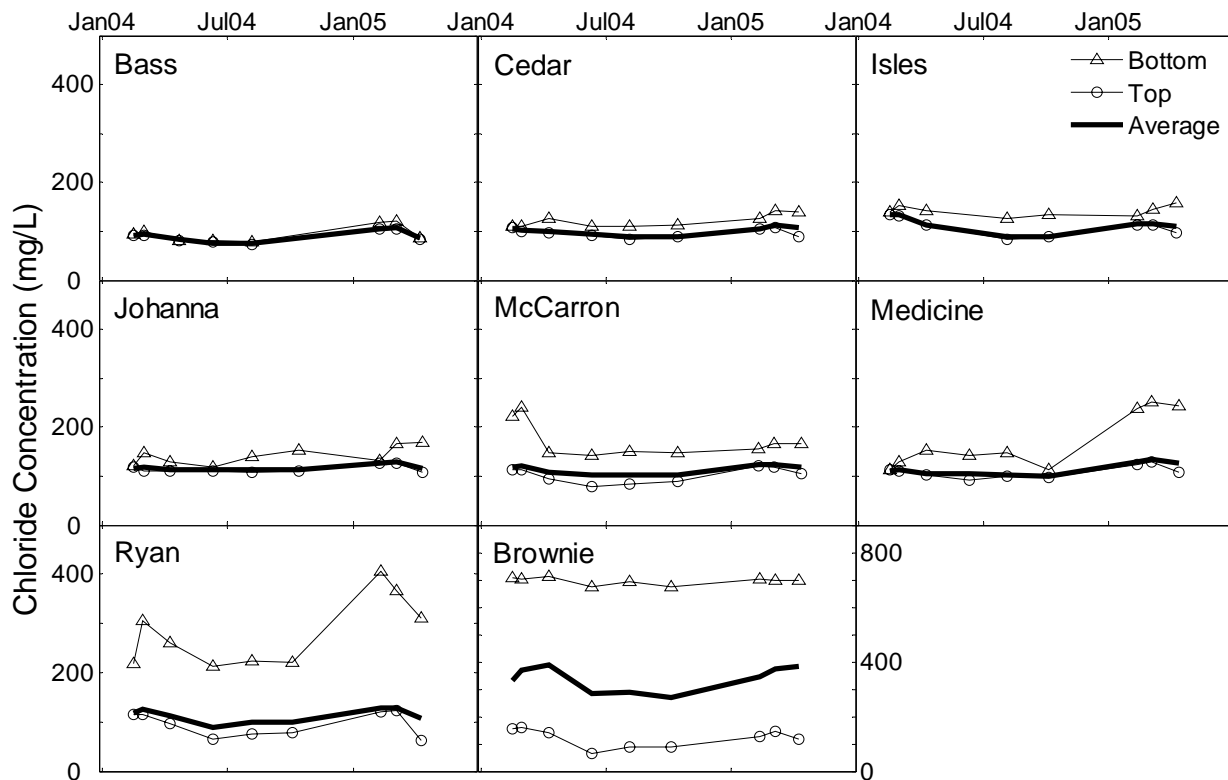 Jan04 Jul04 Jan05 Jan04 Jul04 Jan05 Jan04 Jul04 Jan05
Chloride Concentration (mg/L)
400
200
0
Bass
Cedar
Isles
Bottom
Top
Average
400
200
0
Johanna
McCarron
Medicine
400
200
0
Ryan
Brownie
800
400
0